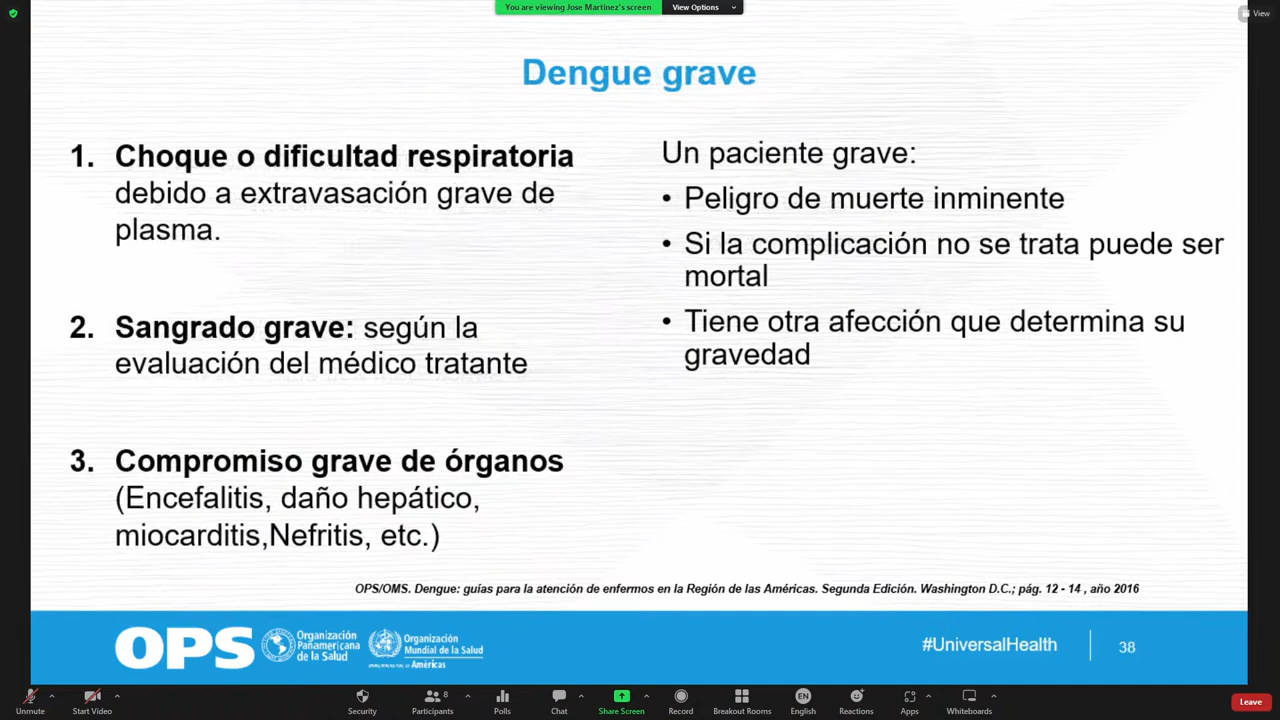 You are viewing Jose Martinez's screen
View Options
View
Dengue grave
1. Choque o dificultad respiratoria
debido a extravasación grave de
plasma.
2. Sangrado grave: según la
evaluación del médico tratante
3. Compromiso grave de órganos
(Encefalitis, daño hepático,
miocarditis,Nefritis, etc.)
Un paciente grave:
• Peligro de muerte inminente
• Si la complicación no se trata puede ser
mortal
• Tiene otra afección que determina su
gravedad
OPS/OMS. Dengue: guías para la atención de enfermos en la Región de las Américas. Segunda Edición. Washington D.C.; pág. 12 - 14 , año 2016
OPS
Organización
Panamericana
de la Salud
Organización
Mundial de la Salud
Américas
#UniversalHealth
38
Unmute
Start Video
Security
8
Participants
Polls
Chat
Share Screen
Record
Breakout Rooms
EN
English
Reactions
Apps
Whiteboards
Leave